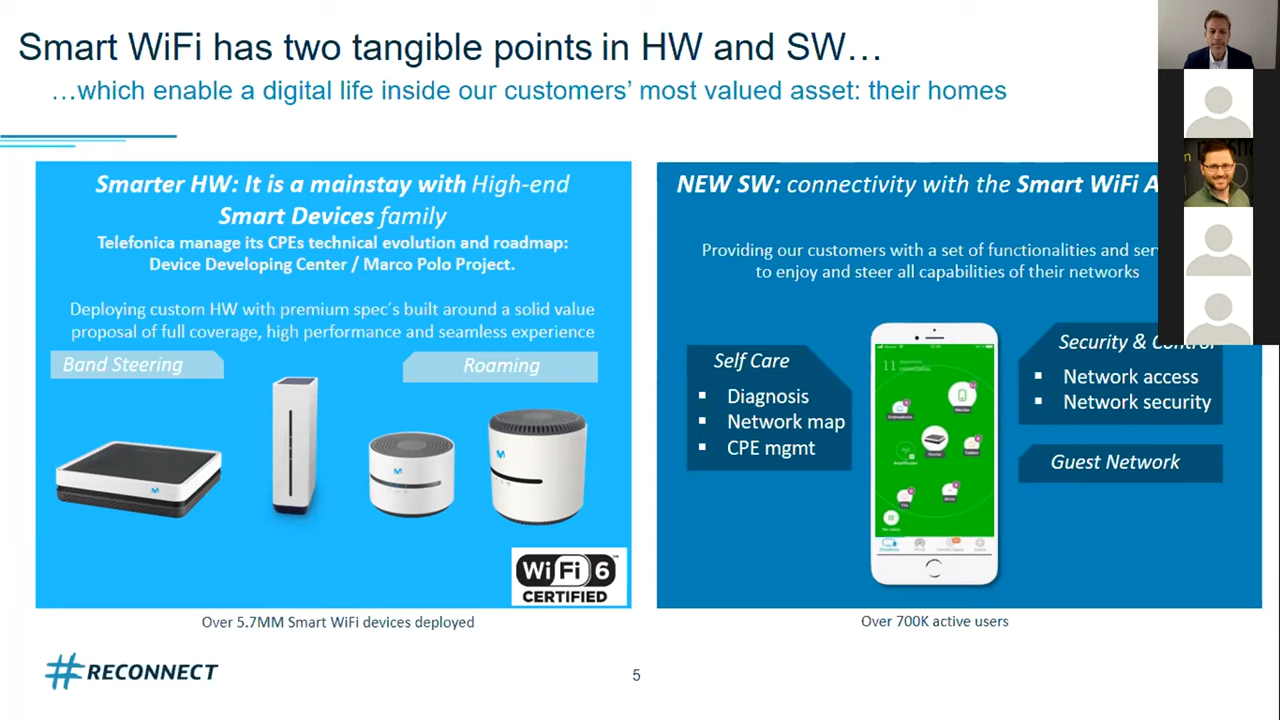 Smart WiFi has two tangible points in HW and SW…
…which enable a digital life inside our customers’ most valued asset: their homes
Smarter HW: It is a mainstay with High-end
Smart Devices family
Telefonica manage its CPEs technical evolution and roadmap:
Device Developing Center / Marco Polo Project.
Deploying custom HW with premium spec´s built around a solid value
proposal of full coverage, high performance and seamless experience
Band Steering
Roaming
WiFi 6
CERTIFIED
Over 5.7MM Smart WiFi devices deployed
NEW SW: connectivity with the Smart WiFi A
Providing our customers with a set of functionalities and ser
to enjoy and steer all capabilities of their networks
Self Care
▪ Diagnosis
▪ Network map
▪ CPE mgmt
11
Security & Control
▪ Network access
▪ Network security
Guest Network
Over 700K active users
#RECONNECT
5